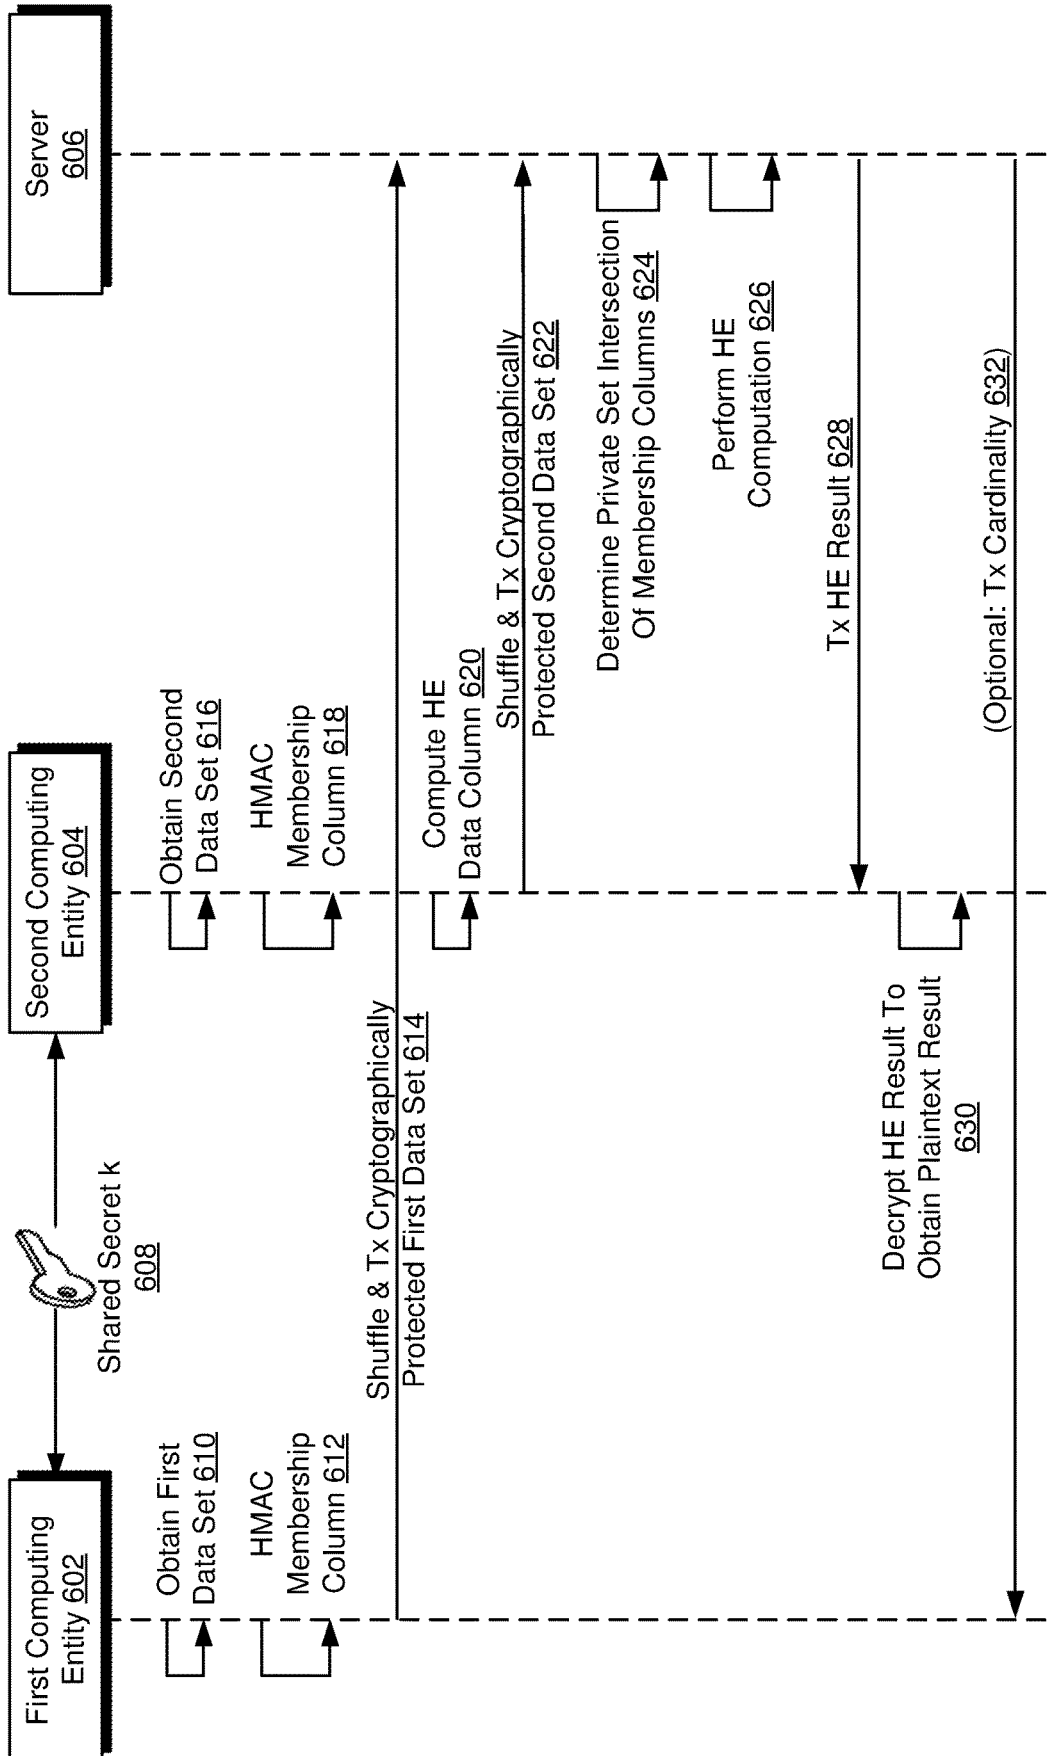 First Computing
Entity 602
Shared Secret k
608
Second Computing
Entity 604
Server
606
Obtain First
Data Set 610
HMAC
Membership
Column 612
Shuffle & Tx Cryptographically
Protected First Data Set 614
Obtain Second
Data Set 616
HMAC
Membership
Column 618
Compute HE
Data Column 620
Shuffle & Tx Cryptographically
Protected Second Data Set 622
Determine Private Set Intersection
Of Membership Columns 624
Perform HE
Computation 626
Tx HE Result 628
Decrypt HE Result To
Obtain Plaintext Result
630
(Optional: Tx Cardinality 632)